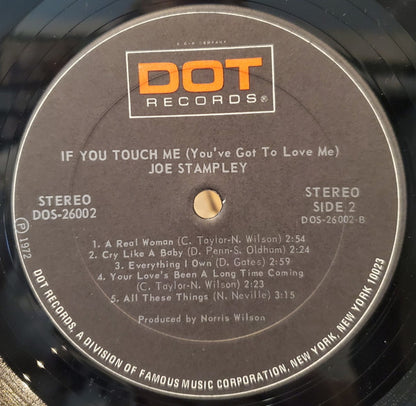 A G+W COMPANY
DOT
RECORDS®
IF YOU TOUCH ME (You've Got To Love Me)
JOE STAMPLEY
STEREO
DOS-26002
STEREO
SIDE 2
DOS-26002-B
Ⓟ1972
1. A Real Woman (C. Taylor-N. Wilson) 2:54
2. Cry Like A Baby (D. Penn-S. Oldham) 2:24
3. Everything I Own (D. Gates) 2:59
4. Your Love's Been A Long Time Coming
(C. Taylor-N. Wilson) 2:23
5. All These Things (N. Neville) 3:15
Produced by Norris Wilson
DOT RECORDS, A DIVISION OF FAMOUS MUSIC CORPORATION, NEW YORK, NEW YORK 10023